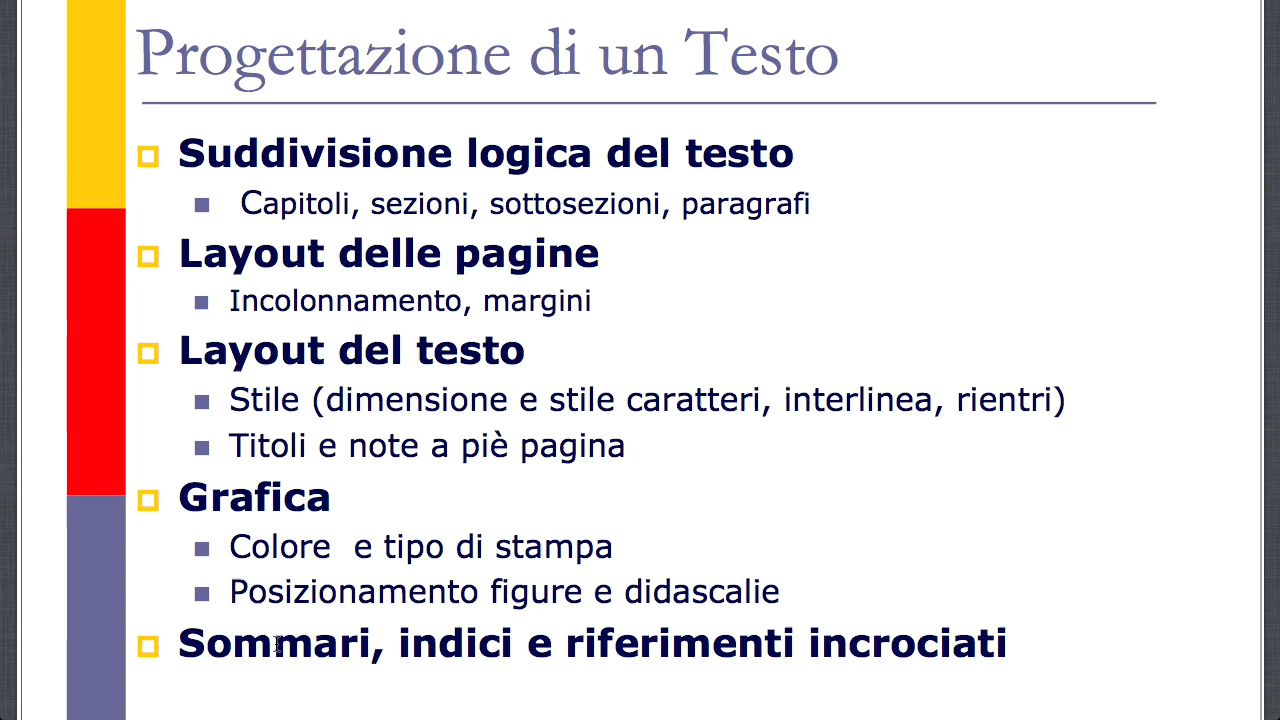 Progettazione di un Testo
Suddivisione logica del testo
Capitoli, sezioni, sottosezioni, paragrafi
Layout delle pagine
Incolonnamento, margini
Layout del testo
Stile (dimensione e stile caratteri, interlinea, rientri)
Titoli e note a piè pagina
Grafica
Colore e tipo di stampa
Posizionamento figure e didascalie
Sommari, indici e riferimenti incrociati